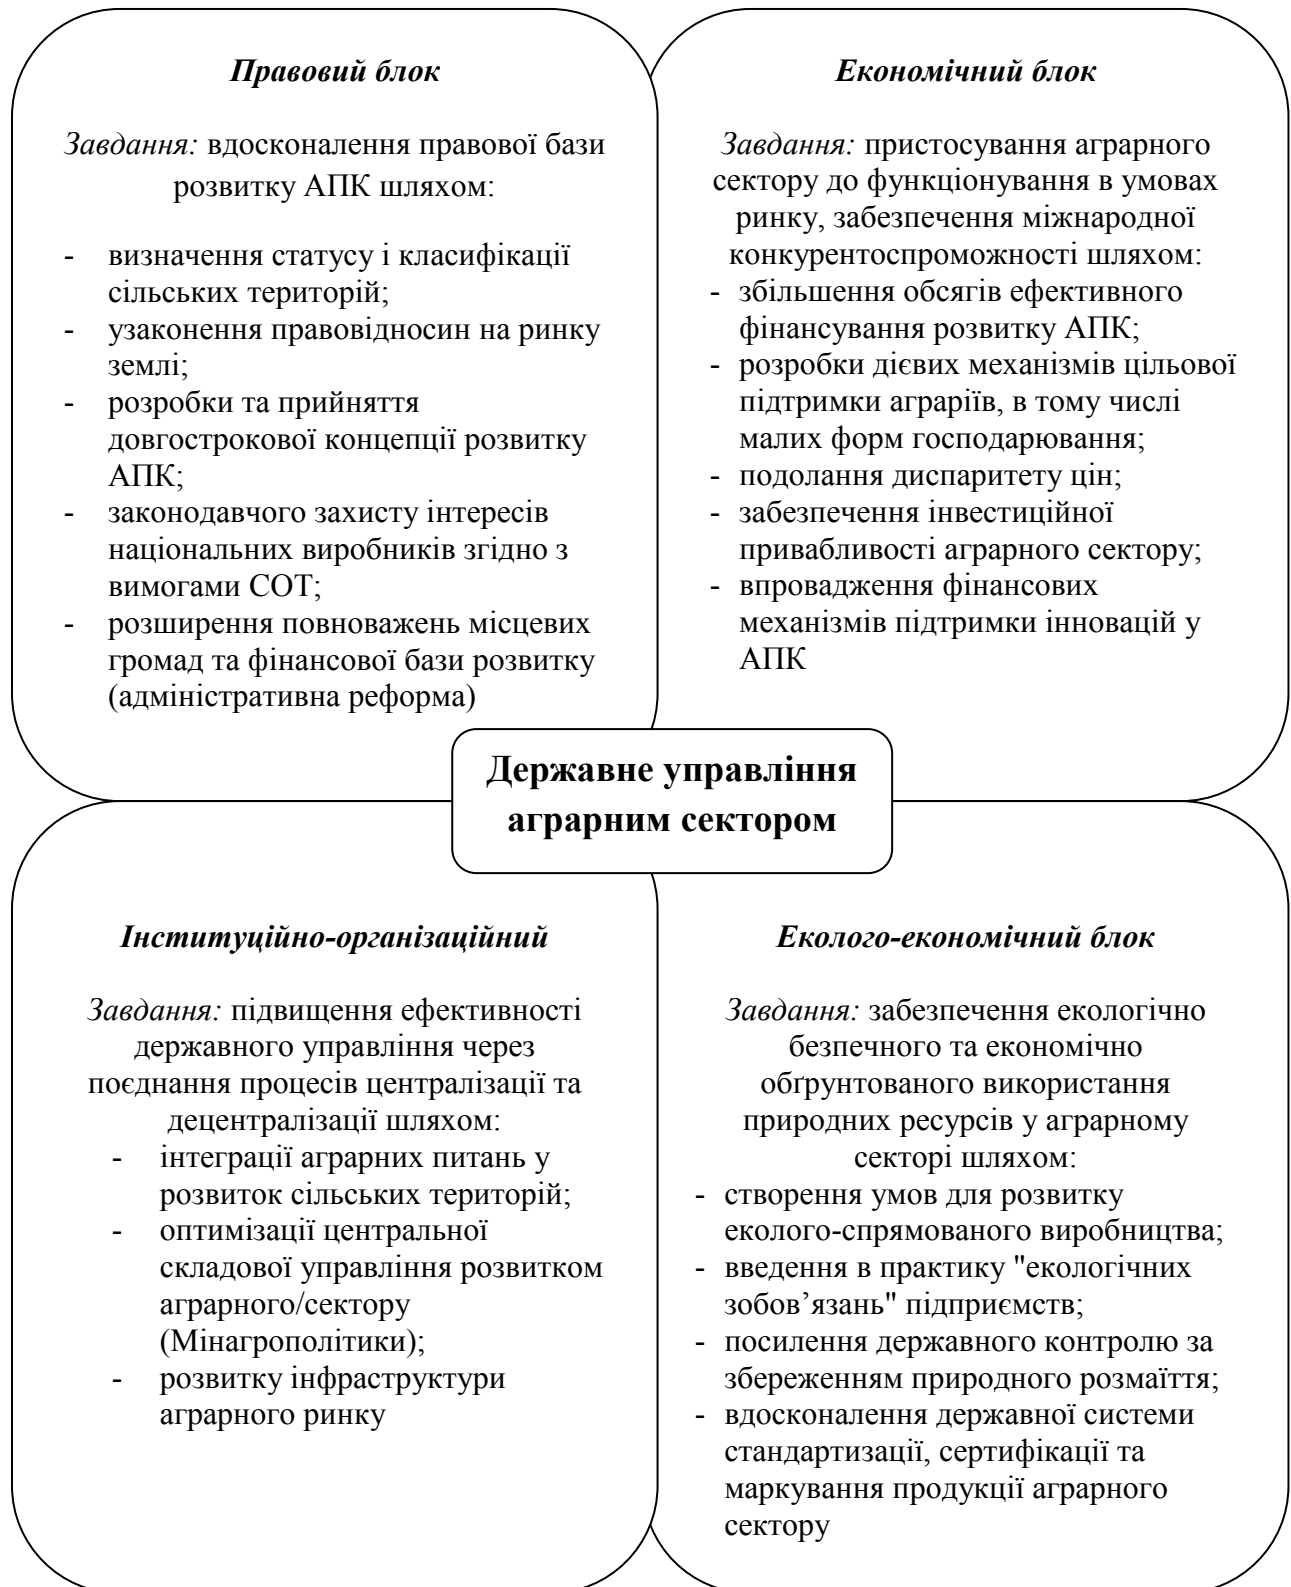 Правовий блок
Завдання: вдосконалення правової бази
розвитку АПК шляхом:
- визначення статусу і класифікації
сільських територій;
- узаконення правовідносин на ринку
землі;
- розробки та прийняття
довгострокової концепції розвитку
АПК;
- законодавчого захисту інтересів
національних виробників згідно з
вимогами СОТ;
- розширення повноважень місцевих
громад та фінансової бази розвитку
(адміністративна реформа)
Економічний блок
Завдання: пристосування аграрного
сектору до функціонування в умовах
ринку, забезпечення міжнародної
конкурентоспроможності шляхом:
- збільшення обсягів ефективного
фінансування розвитку АПК;
- розробки дієвих механізмів цільової
підтримки аграріїв, в тому числі
малих форм господарювання;
- подолання диспаритету цін;
- забезпечення інвестиційної
привабливості аграрного сектору;
- впровадження фінансових
механізмів підтримки інновацій у
АПК
Державне управління
аграрним сектором
Інституційно-організаційний
Завдання: підвищення ефективності
державного управління через
поєднання процесів централізації та
децентралізації шляхом:
- інтеграції аграрних питань у
розвиток сільських територій;
- оптимізації центральної
складової управління розвитком
аграрного/сектору
(Мінагрополітики);
- розвитку інфраструктури
аграрного ринку
Еколого-економічний блок
Завдання: забезпечення екологічно
безпечного та економічно
обґрунтованого використання
природних ресурсів у аграрному
секторі шляхом:
- створення умов для розвитку
еколого-спрямованого виробництва;
- введення в практику "екологічних
зобов’язань" підприємств;
- посилення державного контролю за
збереженням природного розмаїття;
- вдосконалення державної системи
стандартизації, сертифікації та
маркування продукції аграрного
сектору